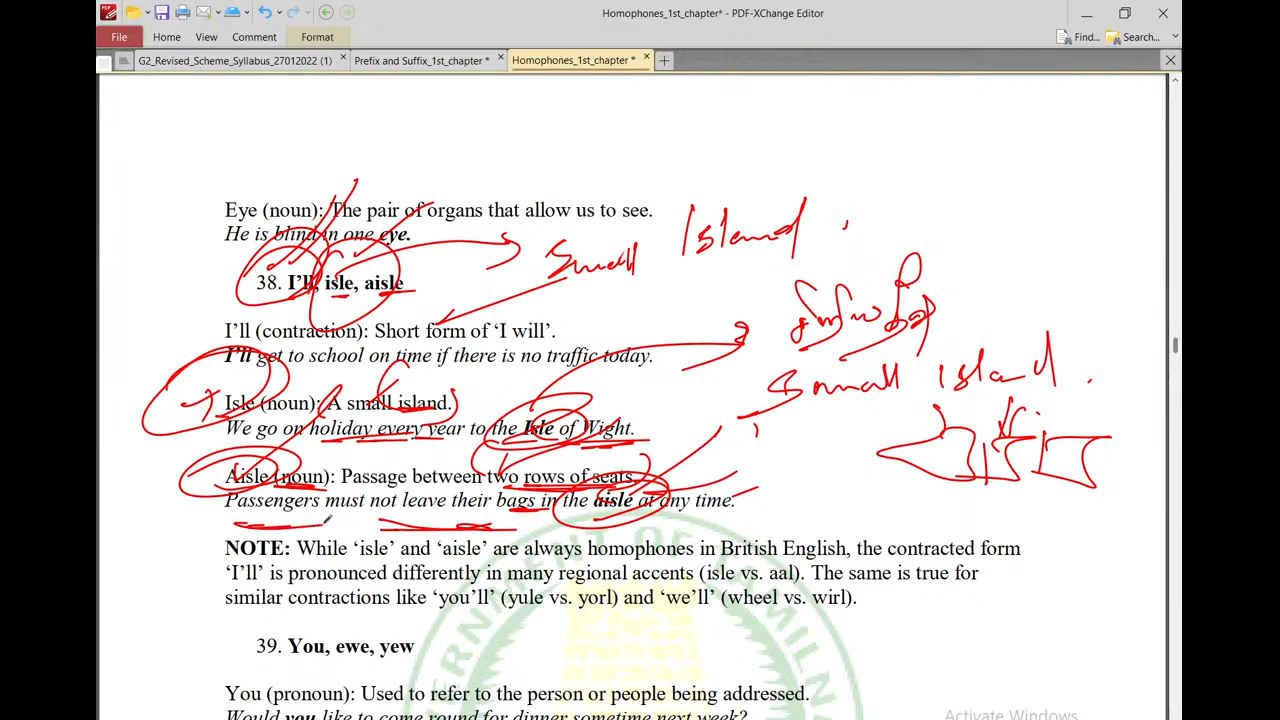 Homophones_1st_chapter* - PDF-XChange Editor
File Home View Comment Format Find... Search...
G2_Revised_Scheme_Syllabus_27012022 (1) Prefix and Suffix_1st_chapter * Homophones_1st_chapter *
Eye (noun): The pair of organs that allow us to see.
He is blind in one eye.
Small Island
38. I'll, isle, aisle
I'll (contraction): Short form of ‘I will’.
I'll get to school on time if there is no traffic today.
Small island
Isle (noun): A small island.
We go on holiday every year to the Isle of Wight.
Aisle (noun): Passage between two rows of seats.
Passengers must not leave their bags in the aisle at any time.
NOTE: While ‘isle’ and ‘aisle’ are always homophones in British English, the contracted form
‘I'll’ is pronounced differently in many regional accents (isle vs. aal). The same is true for
similar contractions like ‘you'll’ (yule vs. yorl) and ‘we'll’ (wheel vs. wirl).
39. You, ewe, yew
You (pronoun): Used to refer to the person or people being addressed.
Would you like to come round for dinner sometime next week?
Activate Windows